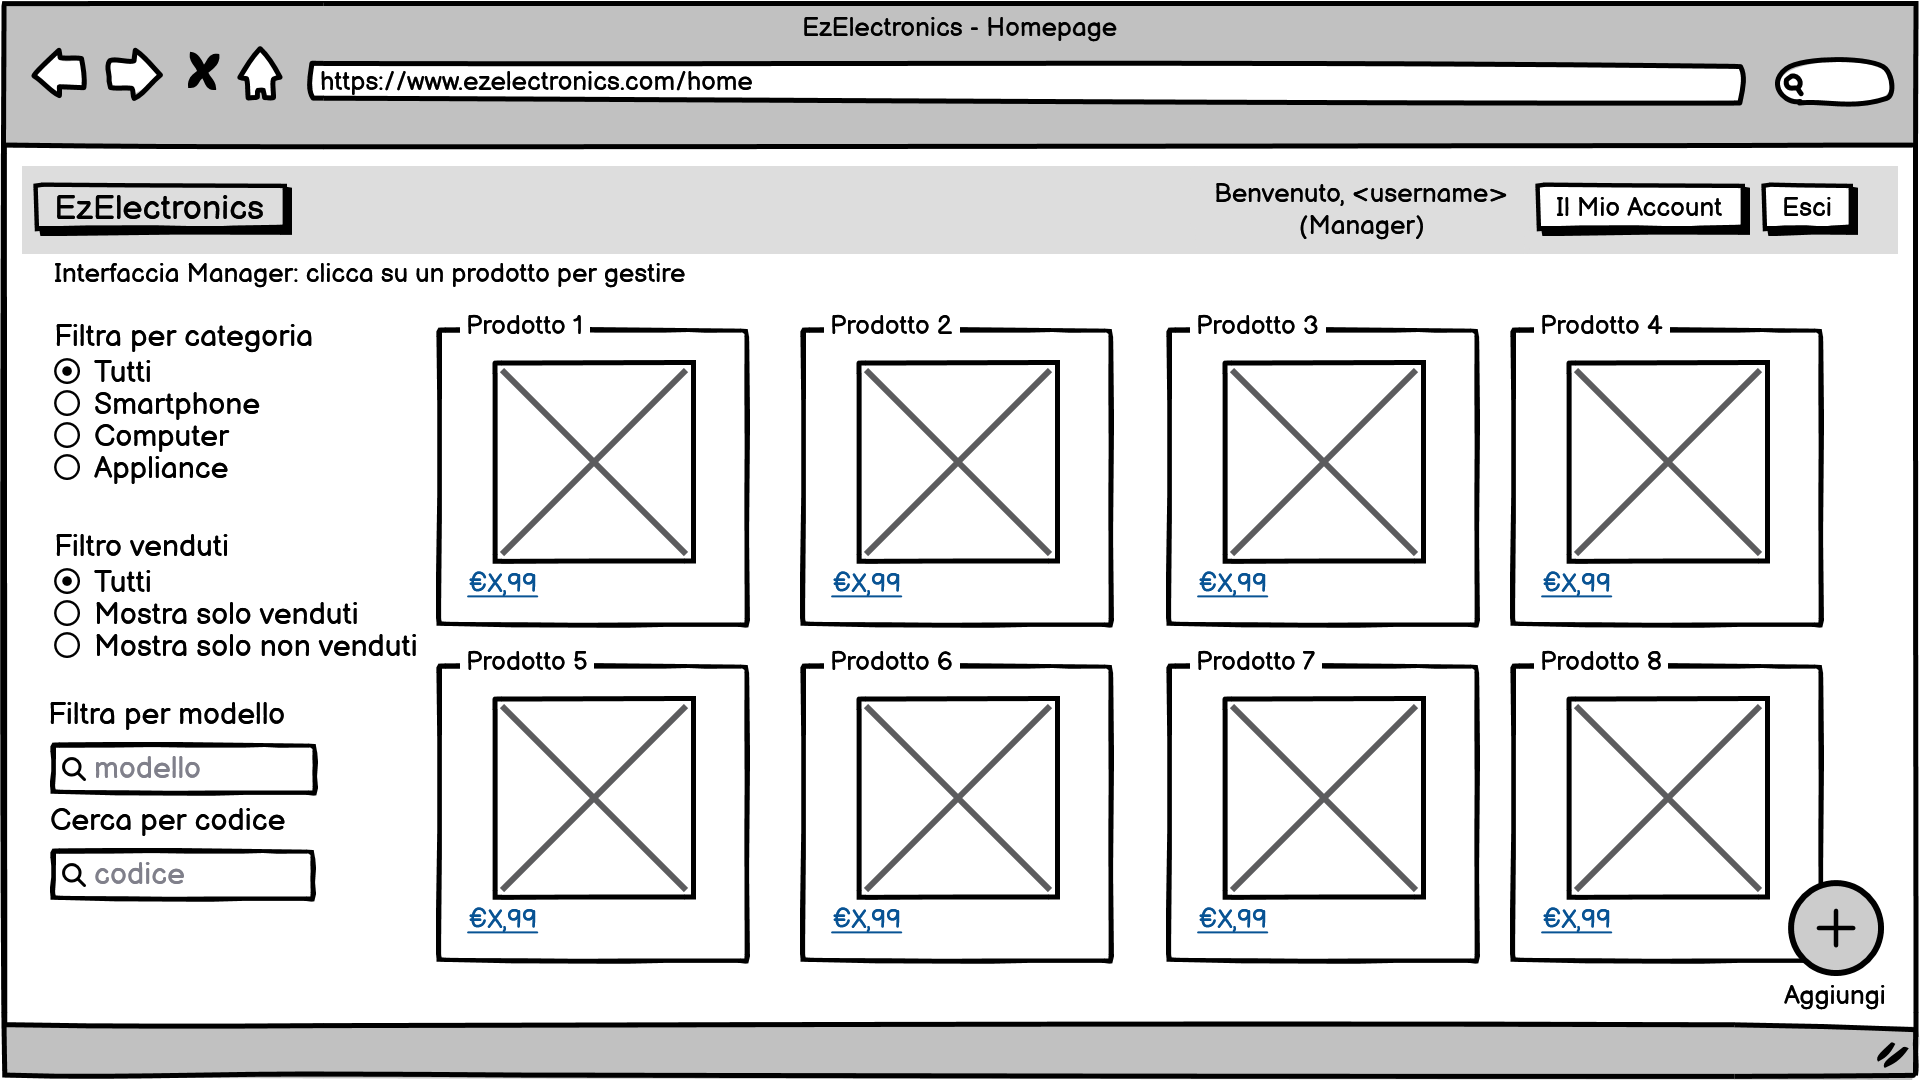 EzElectronics - Homepage
https://www.ezelectronics.com/home
EzElectronics
Benvenuto, <username>
(Manager)
Il Mio Account
Esci
Interfaccia Manager: clicca su un prodotto per gestire
Filtra per categoria
Tutti
Smartphone
Computer
Appliance
Filtro venduti
Tutti
Mostra solo venduti
Mostra solo non venduti
Filtra per modello
modello
Cerca per codice
codice
Prodotto 1
€X,99
Prodotto 2
€X,99
Prodotto 3
€X,99
Prodotto 4
€X,99
Prodotto 5
€X,99
Prodotto 6
€X,99
Prodotto 7
€X,99
Prodotto 8
€X,99
Aggiungi